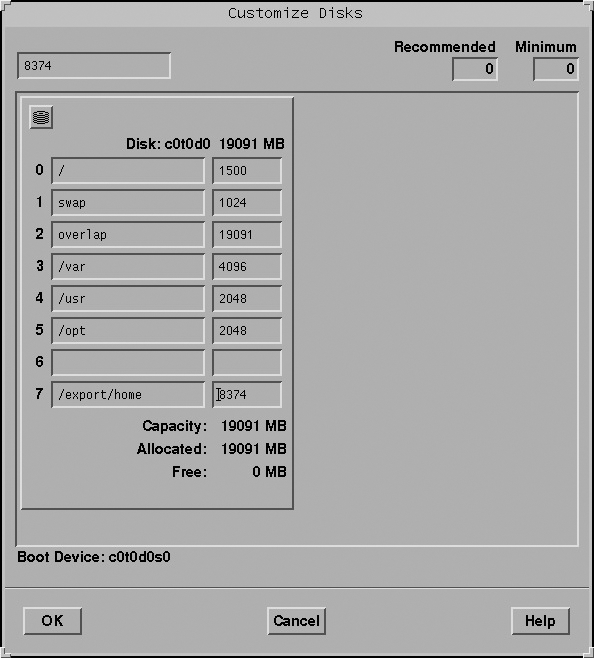 Customize Disks
Recommended Minimum
8374 0 0
Disk: c0t0d0 19091 MB
0 / 1500
1 swap 1024
2 overlap 19091
3 /var 4096
4 /usr 2048
5 /opt 2048
6
7 /export/home 8374
Capacity: 19091 MB
Allocated: 19091 MB
Free: 0 MB
Boot Device: c0t0d0s0
OK Cancel Help